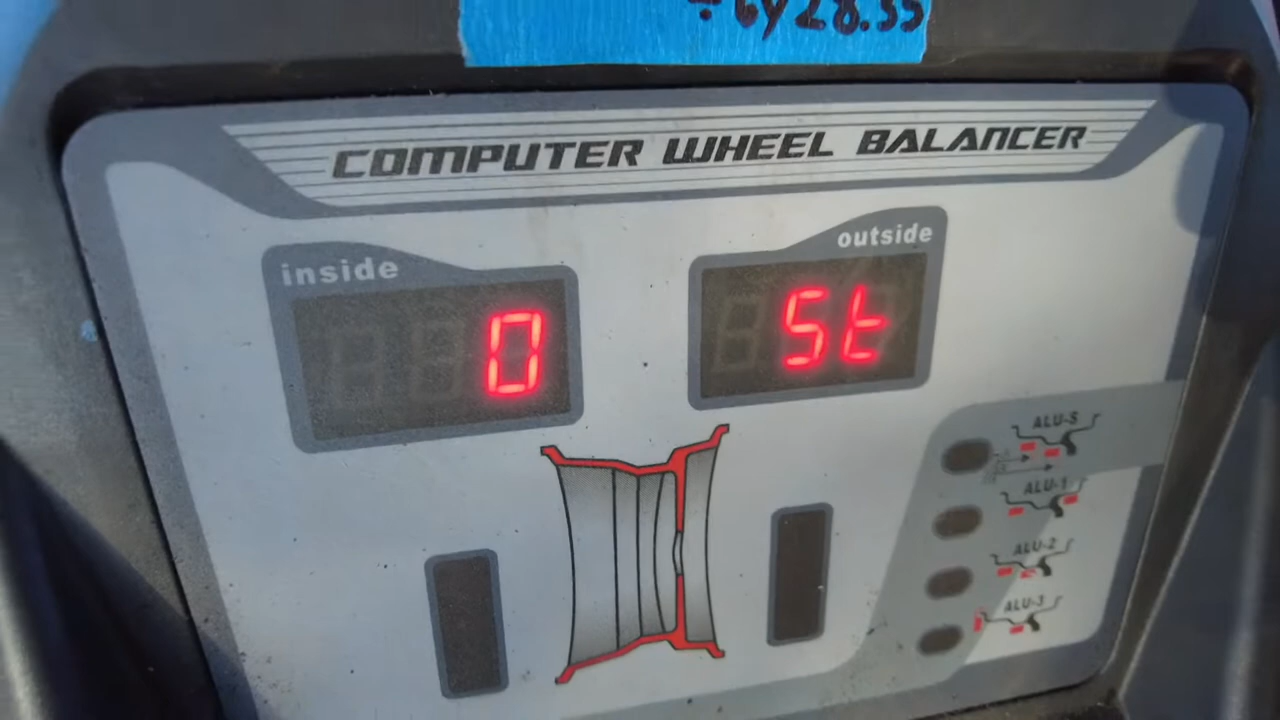 COMPUTER WHEEL BALANCER
inside
outside
0
St
ALU-S
ALU-1
ALU-2
ALU-3